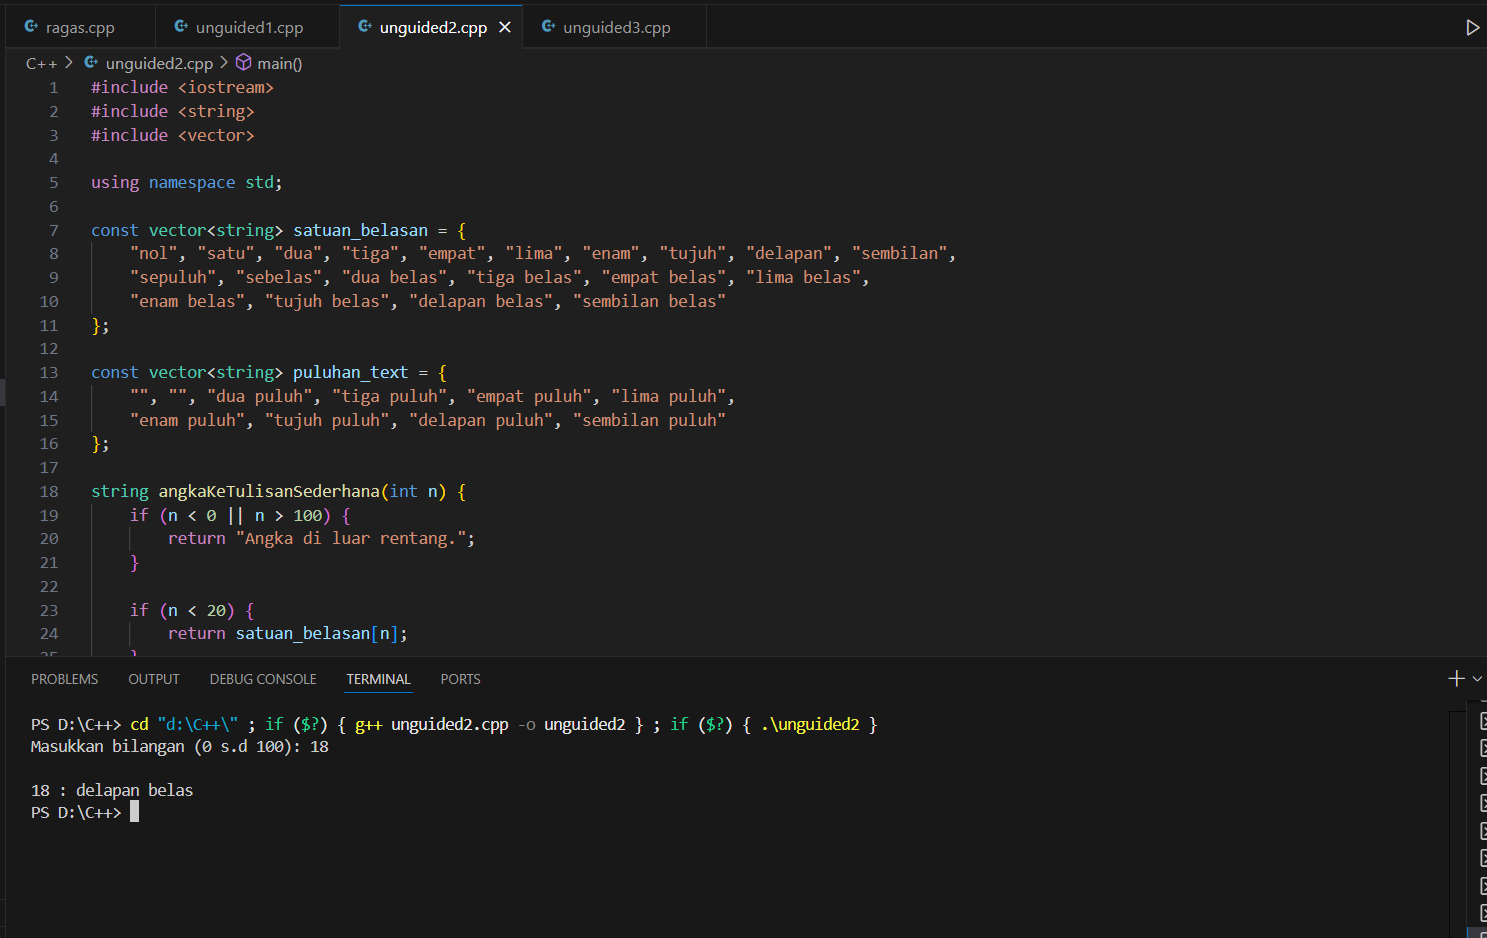 ragas.cpp unguided1.cpp unguided2.cpp unguided3.cpp
C++ > unguided2.cpp > main()
1 #include <iostream>
2 #include <string>
3 #include <vector>
4
5 using namespace std;
6
7 const vector<string> satuan_belasan = {
8 "nol", "satu", "dua", "tiga", "empat", "lima", "enam", "tujuh", "delapan", "sembilan",
9 "sepuluh", "sebelas", "dua belas", "tiga belas", "empat belas", "lima belas",
10 "enam belas", "tujuh belas", "delapan belas", "sembilan belas"
11 };
12
13 const vector<string> puluhan_text = {
14 "", "", "dua puluh", "tiga puluh", "empat puluh", "lima puluh",
15 "enam puluh", "tujuh puluh", "delapan puluh", "sembilan puluh"
16 };
17
18 string angkaKeTulisanSederhana(int n) {
19 if (n < 0 || n > 100) {
20 return "Angka di luar rentang.";
21 }
22
23 if (n < 20) {
24 return satuan_belasan[n];
25 }
PROBLEMS OUTPUT DEBUG CONSOLE TERMINAL PORTS
PS D:\C++> cd "d:\C++\" ; if ($?) { g++ unguided2.cpp -o unguided2 } ; if ($?) { .\unguided2 }
Masukkan bilangan (0 s.d 100): 18
18 : delapan belas
PS D:\C++>